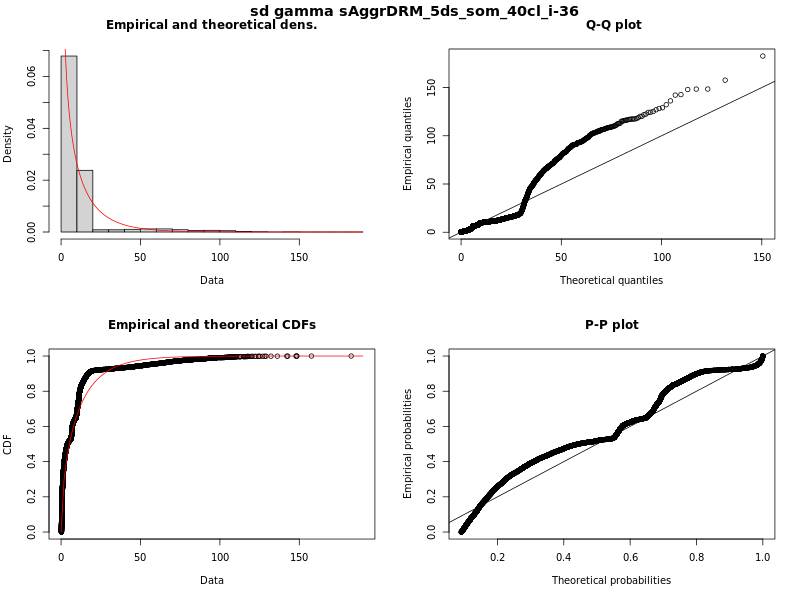 sd gamma sAggrDRM_5ds_som_40cl_i-36
Empirical and theoretical dens.
Density
0.00
0.02
0.04
0.06
0
50
100
150
Data
Q-Q plot
Empirical quantiles
0
50
100
150
0
50
100
150
Theoretical quantiles
Empirical and theoretical CDFs
CDF
0.0
0.2
0.4
0.6
0.8
1.0
0
50
100
150
Data
P-P plot
Empirical probabilities
0.0
0.2
0.4
0.6
0.8
1.0
0.2
0.4
0.6
0.8
1.0
Theoretical probabilities